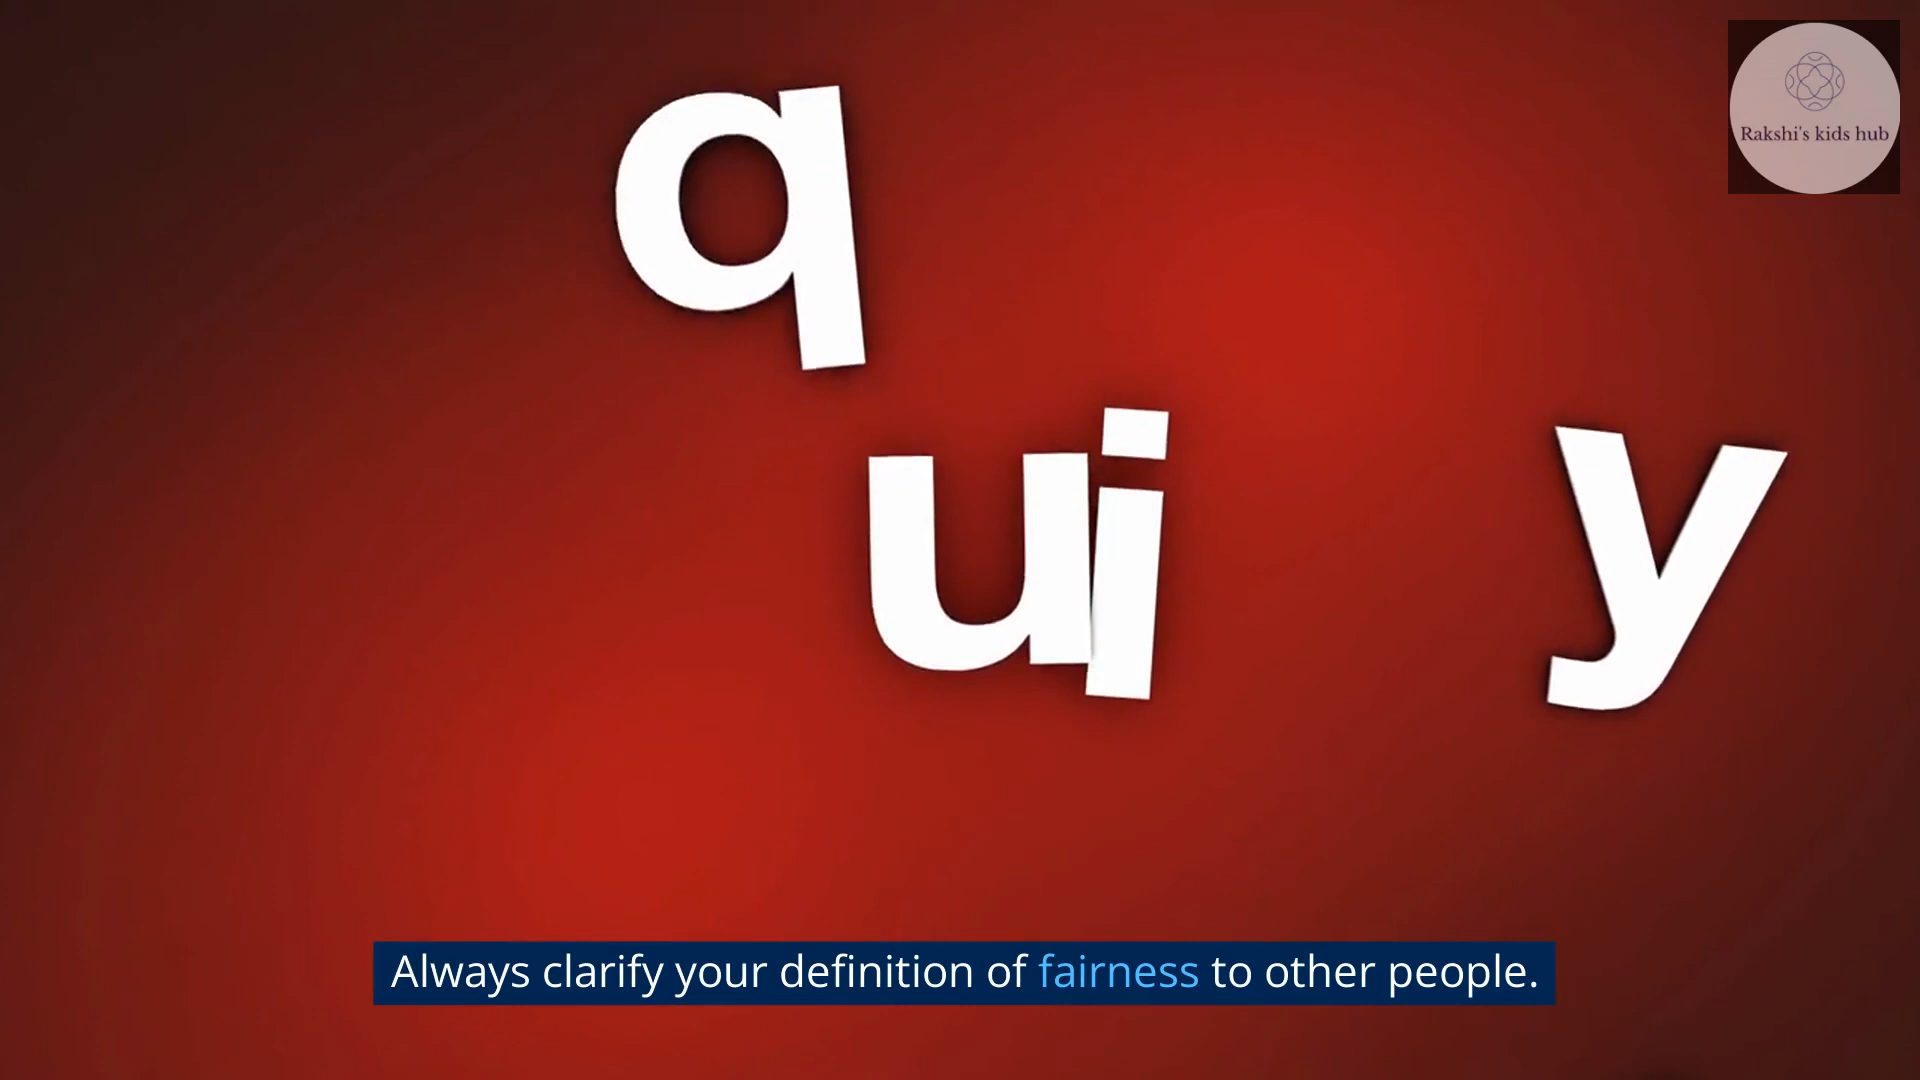 Rakshi's kids hub
q
ui y
Always clarify your definition of fairness to other people.